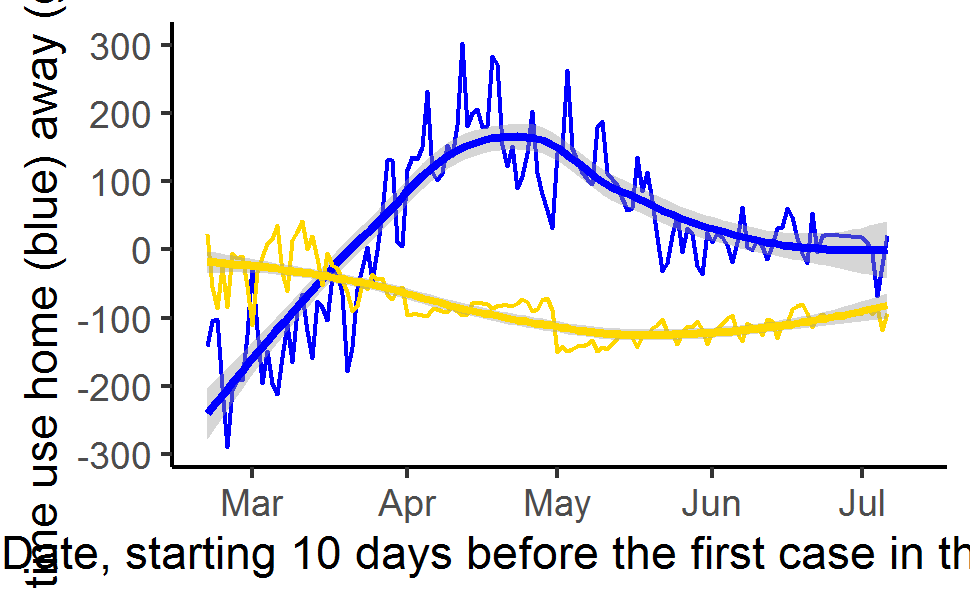 time use home (blue) away (
300
200
100
0
-100
-200
-300
Mar Apr May Jun Jul
Date, starting 10 days before the first case in th